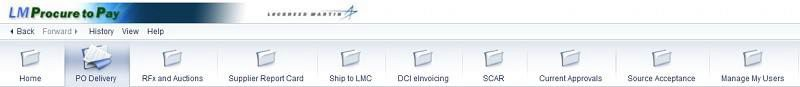 LM Procure to Pay LOCKHEED MARTIN
Back Forward History View Help
Home PO Delivery RFx and Auctions Supplier Report Card Ship to LMC DCI eInvoicing SCAR Current Approvals Source Acceptance Manage My Users